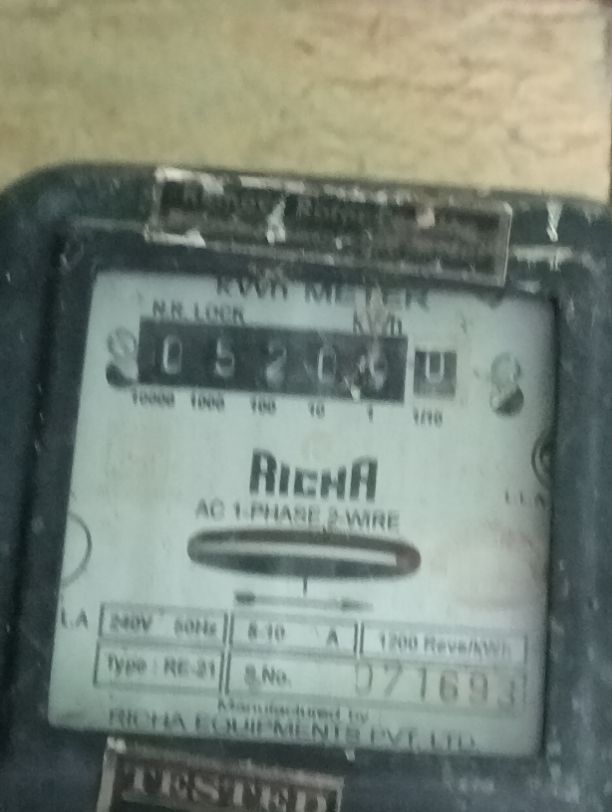 kWh METER
N.R. LOCK kWh
0 5 2 0
10000 1000 100 10 1 1/10
RICHA
AC 1-PHASE 2-WIRE
240V 50Hz 5-10 A 1200 Revs/kWh
Type : RE-21 S.No. 071693
Manufactured by
RICHA EQUIPMENTS PVT. LTD.
TESTED